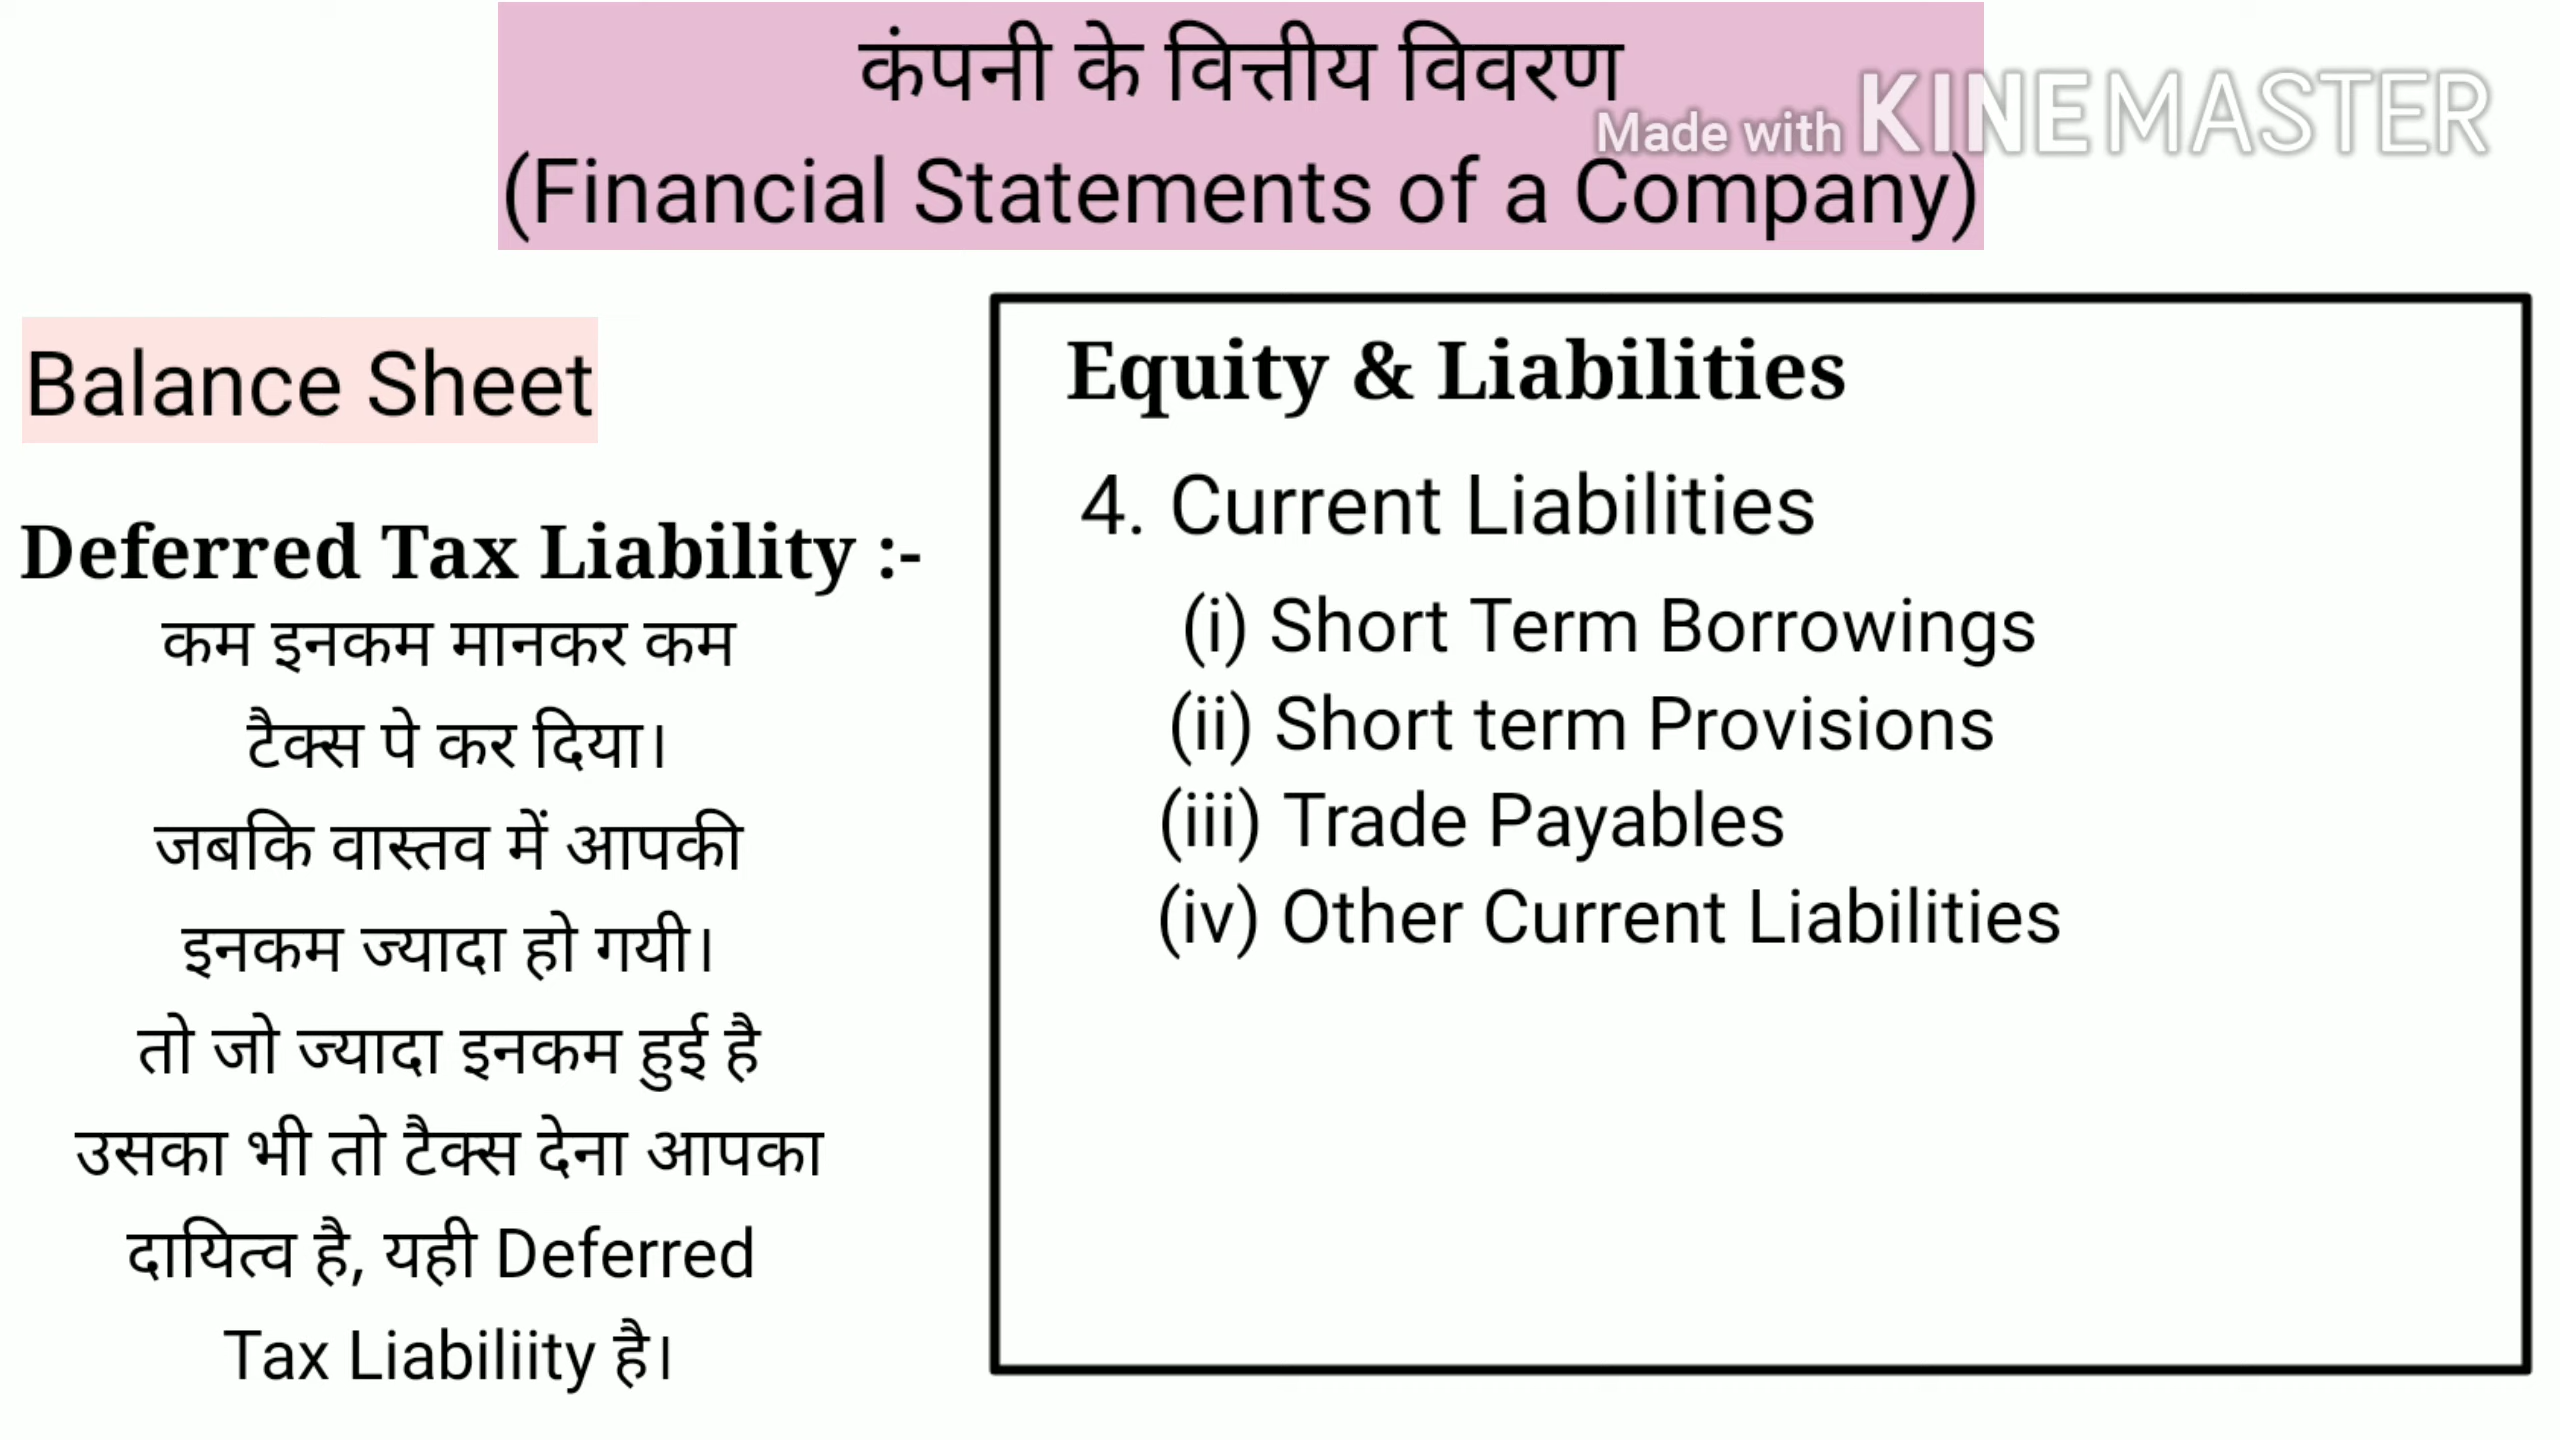 कंपनी के वित्तीय विवरण
Made with KINEMASTER
(Financial Statements of a Company)
Balance Sheet
Deferred Tax Liability :-
कम इनकम मानकर कम
टैक्स पे कर दिया।
जबकि वास्तव में आपकी
इनकम ज्यादा हो गयी।
तो जो ज्यादा इनकम हुई है
उसका भी तो टैक्स देना आपका
दायित्व है, यही Deferred
Tax Liabiliity है।
Equity & Liabilities
4. Current Liabilities
(i) Short Term Borrowings
(ii) Short term Provisions
(iii) Trade Payables
(iv) Other Current Liabilities